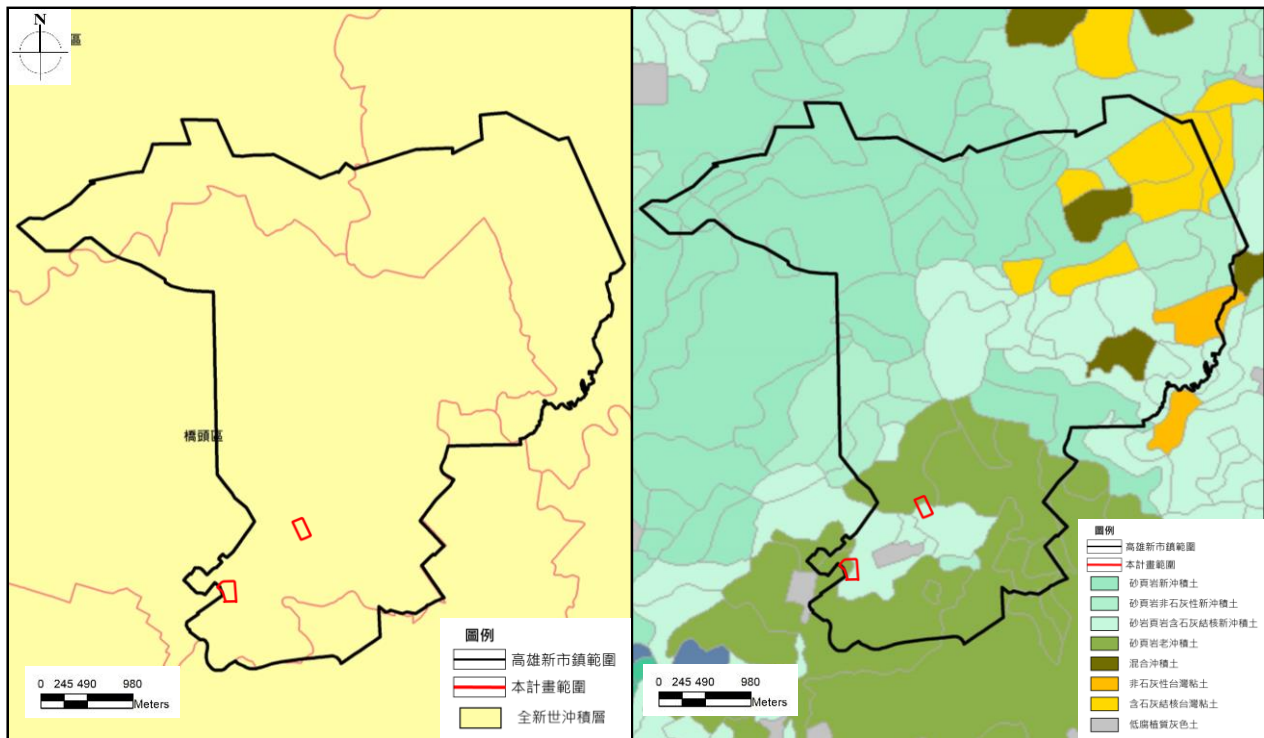 N
區
橋頭區
0 245 490 980
Meters
圖例
高雄新市鎮範圍
本計畫範圍
全新世沖積層
0 245 490 980
Meters
圖例
高雄新市鎮範圍
本計畫範圍
砂頁岩新沖積土
砂頁岩非石灰性新沖積土
砂岩頁岩含石灰結核新沖積土
砂頁岩老沖積土
混合沖積土
非石灰性台灣粘土
含石灰結核台灣粘土
低腐植質灰色土